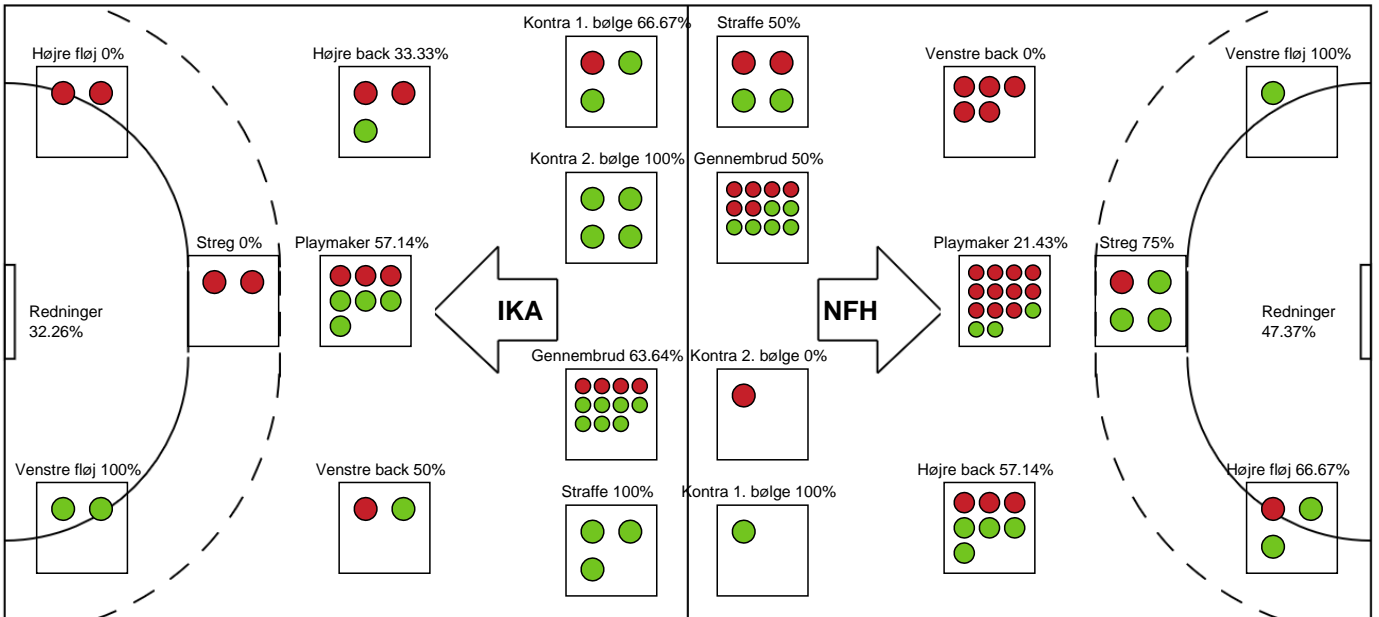 Kontra 1. bølge 66.67%
Straffe 50%
Højre fløj 0%
Højre back 33.33%
Venstre back 0%
Venstre fløj 100%
Kontra 2. bølge 100%
Gennembrud 50%
Streg 0%
Playmaker 57.14%
Playmaker 21.43%
Streg 75%
Redninger
32.26%
IKA
NFH
Redninger
47.37%
Gennembrud 63.64%
Kontra 2. bølge 0%
Venstre fløj 100%
Venstre back 50%
Højre back 57.14%
Højre fløj 66.67%
Straffe 100%
Kontra 1. bølge 100%